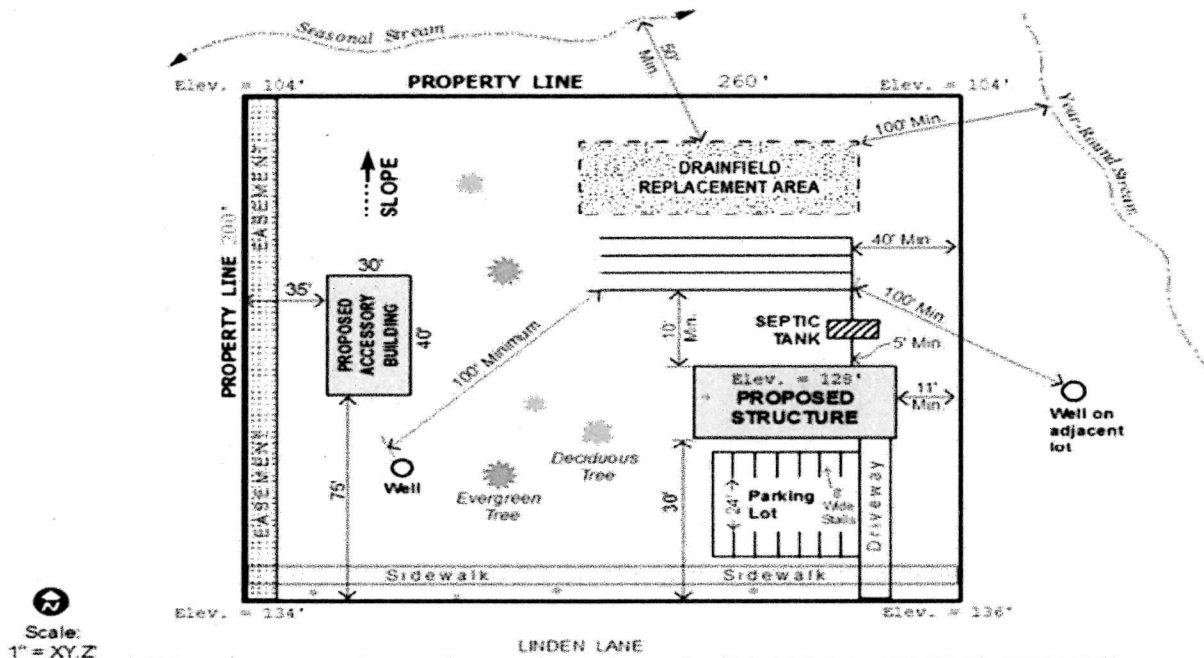 Seasonal Stream
50'
Min.
Elev. = 104'
PROPERTY LINE
260'
Elev. = 104'
Year-Round Stream
100' Min.
DRAINFIELD
REPLACEMENT AREA
EASEMENT
SLOPE
PROPERTY LINE 200'
30'
35'
PROPOSED
ACCESSORY
BUILDING
40'
40' Min.
100' Minimum
10'
Min.
SEPTIC
TANK
100' Min.
5' Min.
Elev. = 128'
PROPOSED
STRUCTURE
11'
Min.
Well on
adjacent
lot
EASEMENT
75'
Well
Evergreen
Tree
Deciduous
Tree
30'
24'
Parking
Lot
Wide
Stalls
Driveway
Sidewalk
Sidewalk
Elev. = 134'
Elev. = 136'
LINDEN LANE
N
Scale:
1" = XY.Z'